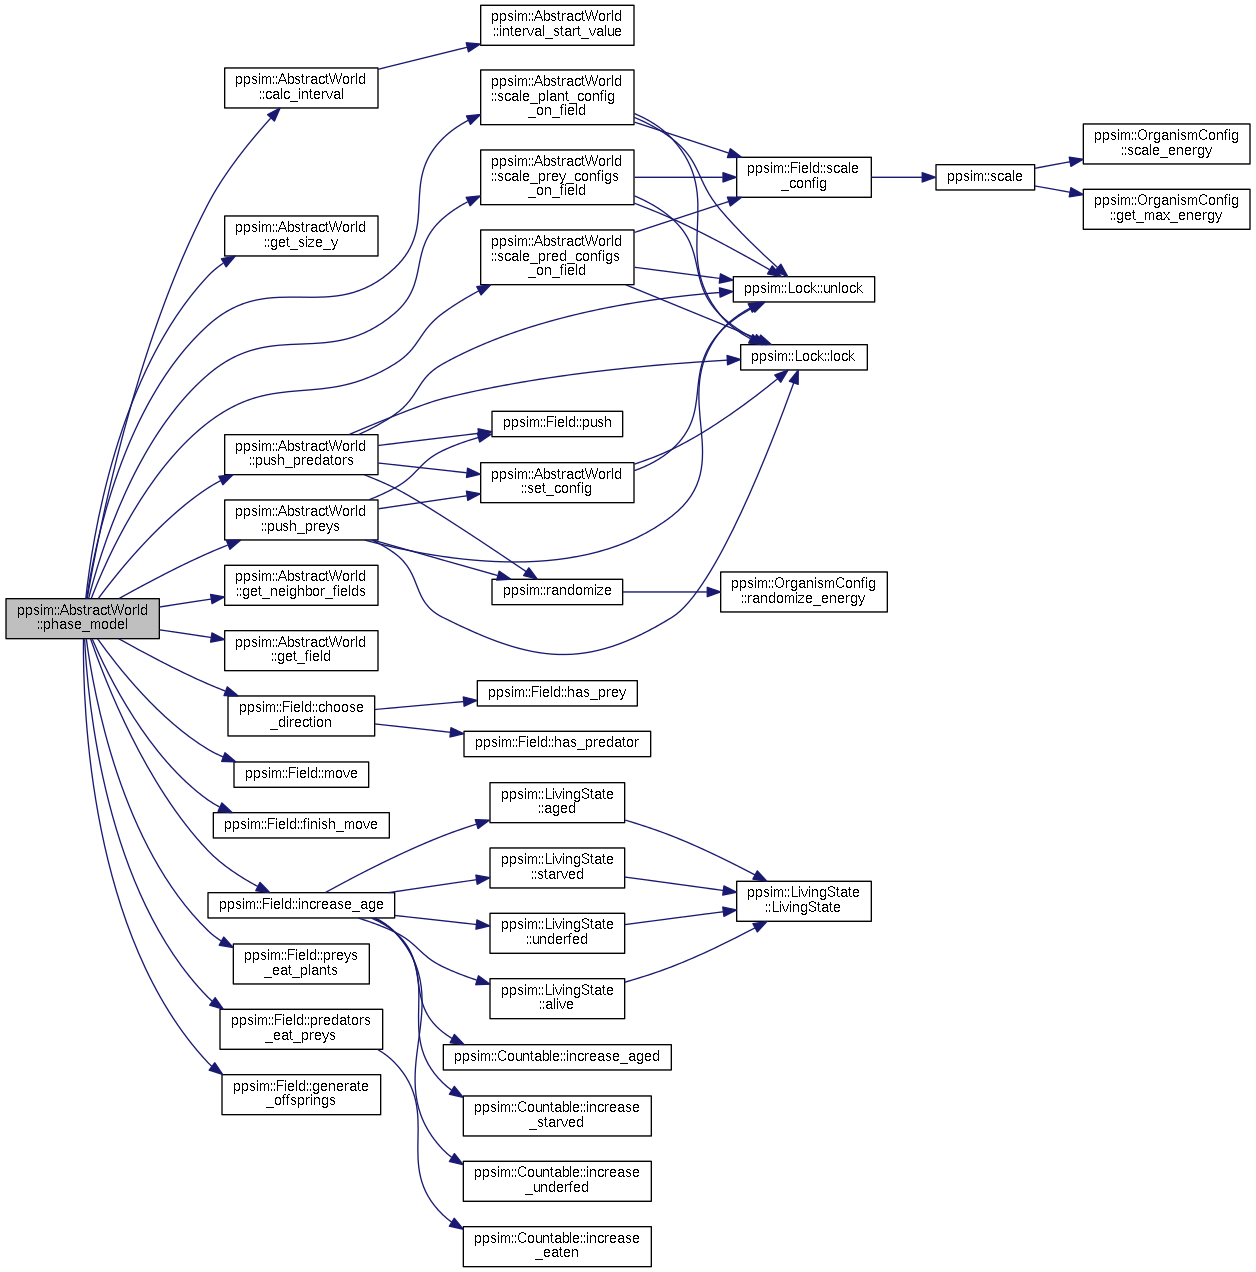 ppsim::AbstractWorld
::phase_model
ppsim::AbstractWorld
::calc_interval
ppsim::AbstractWorld
::get_size_y
ppsim::AbstractWorld
::push_predators
ppsim::AbstractWorld
::push_preys
ppsim::AbstractWorld
::get_neighbor_fields
ppsim::AbstractWorld
::get_field
ppsim::Field::choose
_direction
ppsim::Field::move
ppsim::Field::finish_move
ppsim::Field::increase_age
ppsim::Field::preys
_eat_plants
ppsim::Field::predators
_eat_preys
ppsim::Field::generate
_offsprings
ppsim::AbstractWorld
::interval_start_value
ppsim::AbstractWorld
::scale_plant_config
_on_field
ppsim::AbstractWorld
::scale_prey_configs
_on_field
ppsim::AbstractWorld
::scale_pred_configs
_on_field
ppsim::Field::push
ppsim::AbstractWorld
::set_config
ppsim::randomize
ppsim::Field::has_prey
ppsim::Field::has_predator
ppsim::LivingState
::aged
ppsim::LivingState
::starved
ppsim::LivingState
::underfed
ppsim::LivingState
::alive
ppsim::Countable::increase_aged
ppsim::Countable::increase
_starved
ppsim::Countable::increase
_underfed
ppsim::Countable::increase
_eaten
ppsim::Field::scale
_config
ppsim::Lock::unlock
ppsim::Lock::lock
ppsim::OrganismConfig
::randomize_energy
ppsim::LivingState
::LivingState
ppsim::scale
ppsim::OrganismConfig
::scale_energy
ppsim::OrganismConfig
::get_max_energy